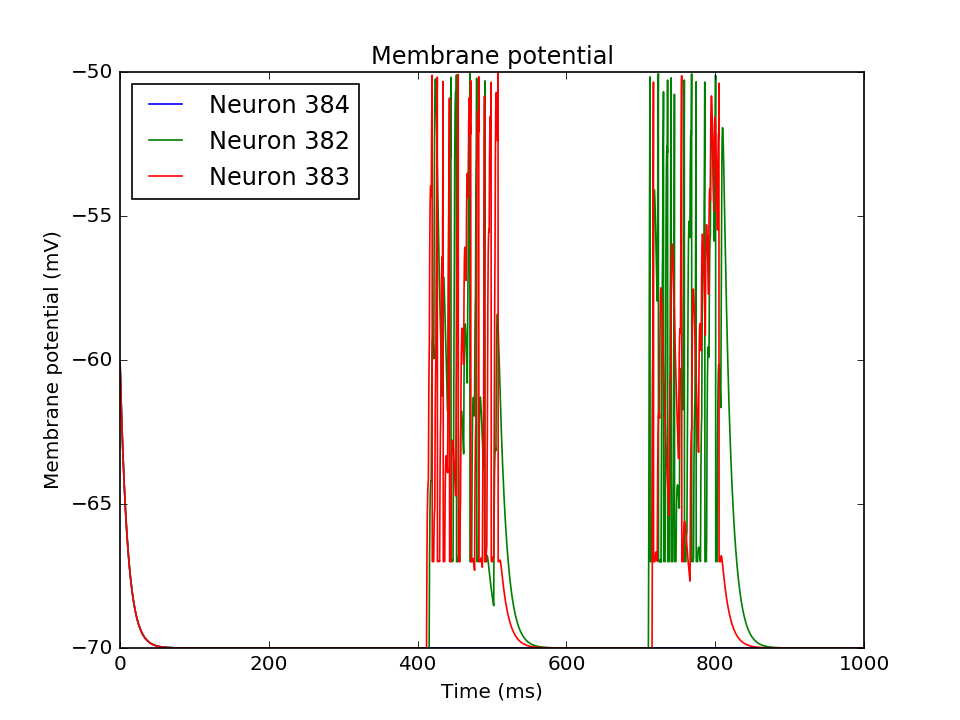 Membrane potential
Neuron 384
Neuron 382
Neuron 383
Membrane potential (mV)
−50
−55
−60
−65
−70
0 200 400 600 800 1000
Time (ms)